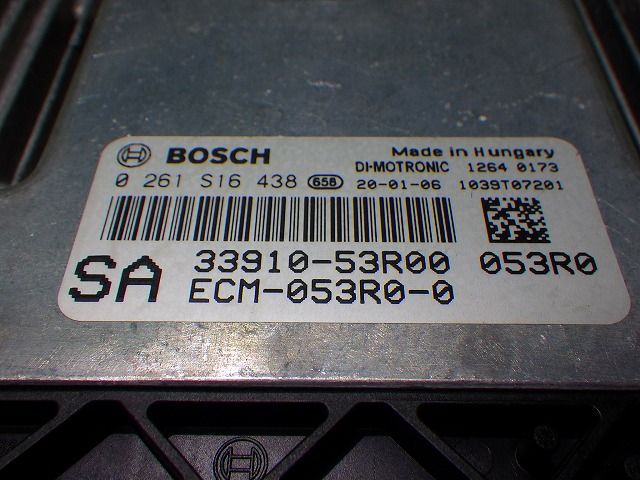 BOSCH
Made in Hungary
DI-MOTRONIC 1264 0173
0 261 S16 438 658 20-01-06 1039T07201
SA 33910-53R00 053R0
ECM-053R0-0